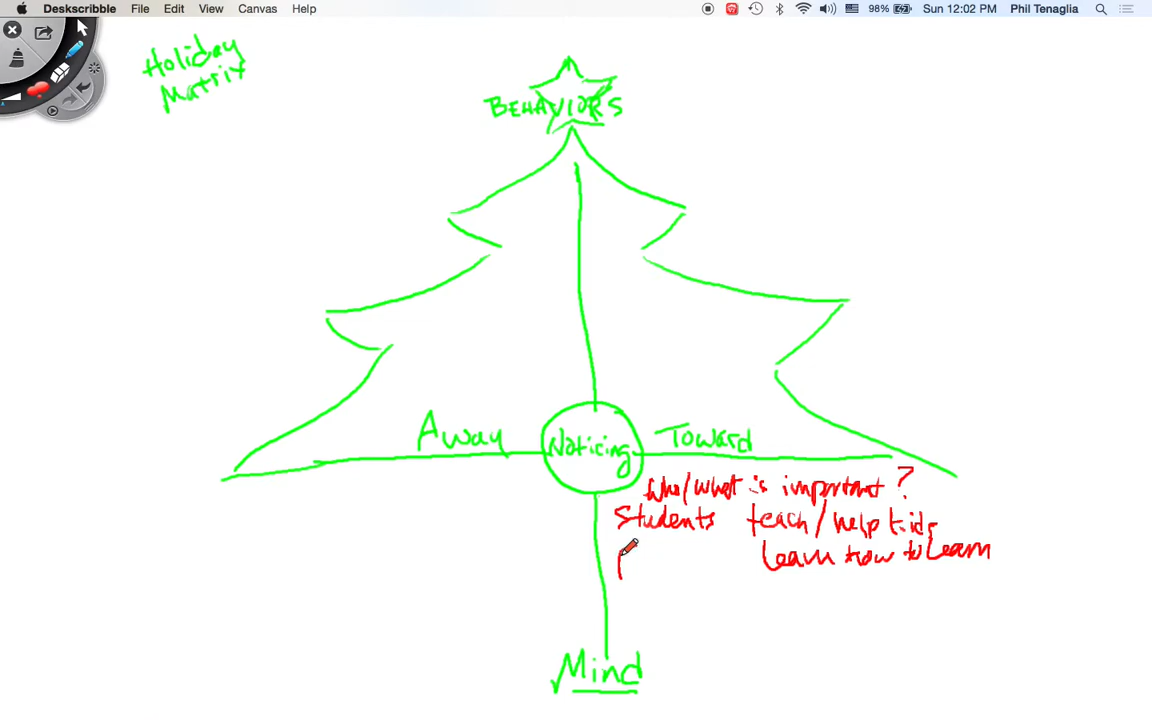 Deskscribble File Edit View Canvas Help 98% Sun 12:02 PM Phil Tenaglia
Holiday
Matrix
BEHAVIORS
Away
Noticing
Toward
Who/what is important?
Students teach/help kids
Learn how to Learn
Mind